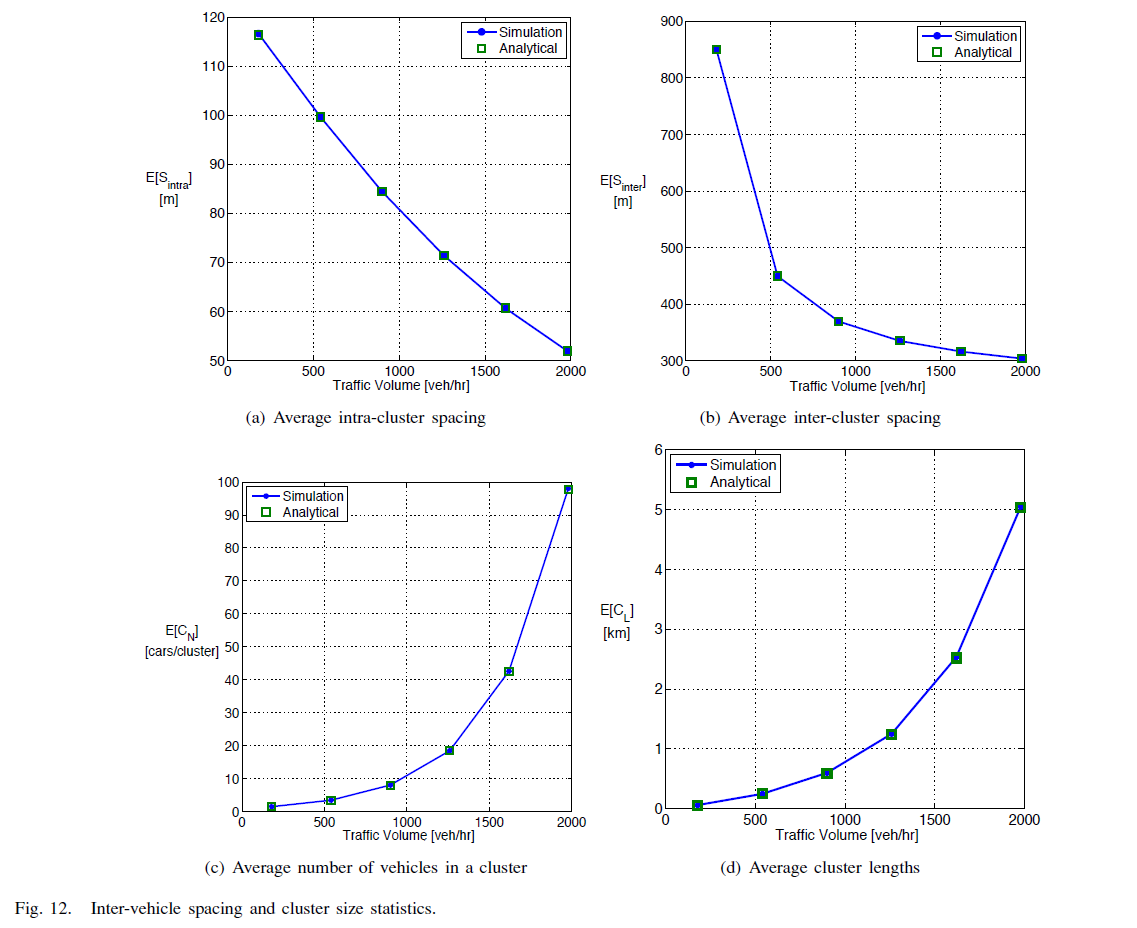 120
110
100
90
80
70
60
50
E[S_intra]
[m]
Simulation
Analytical
0 500 1000 1500 2000
Traffic Volume [veh/hr]
(a) Average intra-cluster spacing
900
800
700
600
500
400
300
E[S_inter]
[m]
Simulation
Analytical
0 500 1000 1500 2000
Traffic Volume [veh/hr]
(b) Average inter-cluster spacing
100
90
80
70
60
50
40
30
20
10
0
E[C_N]
[cars/cluster]
Simulation
Analytical
0 500 1000 1500 2000
Traffic Volume [veh/hr]
(c) Average number of vehicles in a cluster
6
5
4
3
2
1
0
E[C_L]
[km]
Simulation
Analytical
0 500 1000 1500 2000
Traffic Volume [veh/hr]
(d) Average cluster lengths
Fig. 12. Inter-vehicle spacing and cluster size statistics.